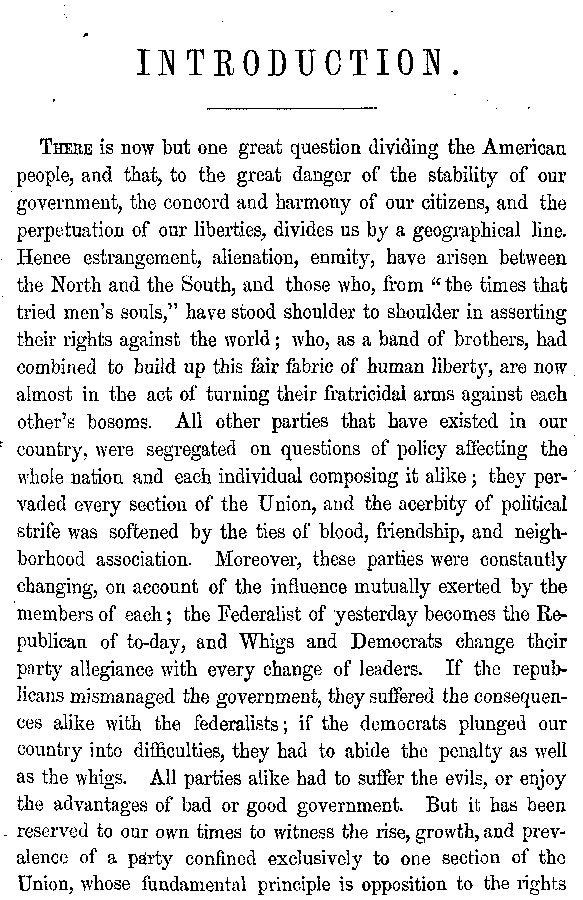 INTRODUCTION.
THERE is now but one great question dividing the American
people, and that, to the great danger of the stability of our
government, the concord and harmony of our citizens, and the
perpetuation of our liberties, divides us by a geographical line.
Hence estrangement, alienation, enmity, have arisen between
the North and the South, and those who, from "the times that
tried men's souls," have stood shoulder to shoulder in asserting
their rights against the world; who, as a band of brothers, had
combined to build up this fair fabric of human liberty, are now
almost in the act of turning their fratricidal arms against each
other's bosoms. All other parties that have existed in our
country, were segregated on questions of policy affecting the
whole nation and each individual composing it alike; they per-
vaded every section of the Union, and the acerbity of political
strife was softened by the ties of blood, friendship, and neigh-
borhood association. Moreover, these parties were constantly
changing, on account of the influence mutually exerted by the
members of each; the Federalist of yesterday becomes the Re-
publican of to-day, and Whigs and Democrats change their
party allegiance with every change of leaders. If the repub-
licans mismanaged the government, they suffered the consequen-
ces alike with the federalists; if the democrats plunged our
country into difficulties, they had to abide the penalty as well
as the whigs. All parties alike had to suffer the evils, or enjoy
the advantages of bad or good government. But it has been
reserved to our own times to witness the rise, growth, and prev-
alence of a party confined exclusively to one section of the
Union, whose fundamental principle is opposition to the rights